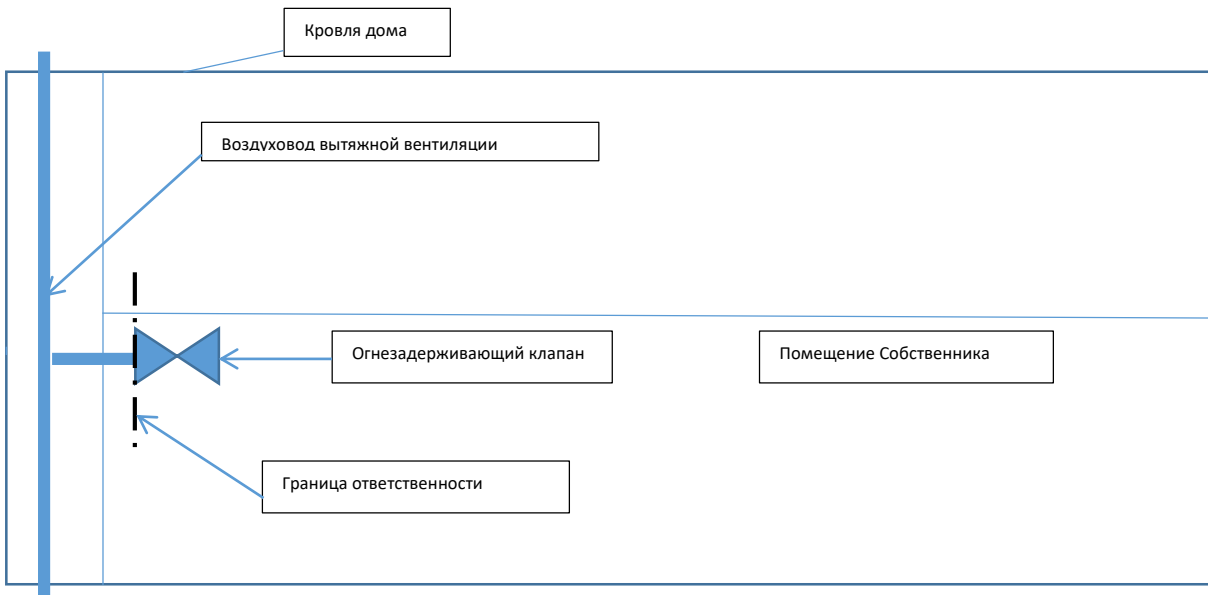 Кровля дома
Воздуховод вытяжной вентиляции
Огнезадерживающий клапан
Помещение Собственника
Граница ответственности